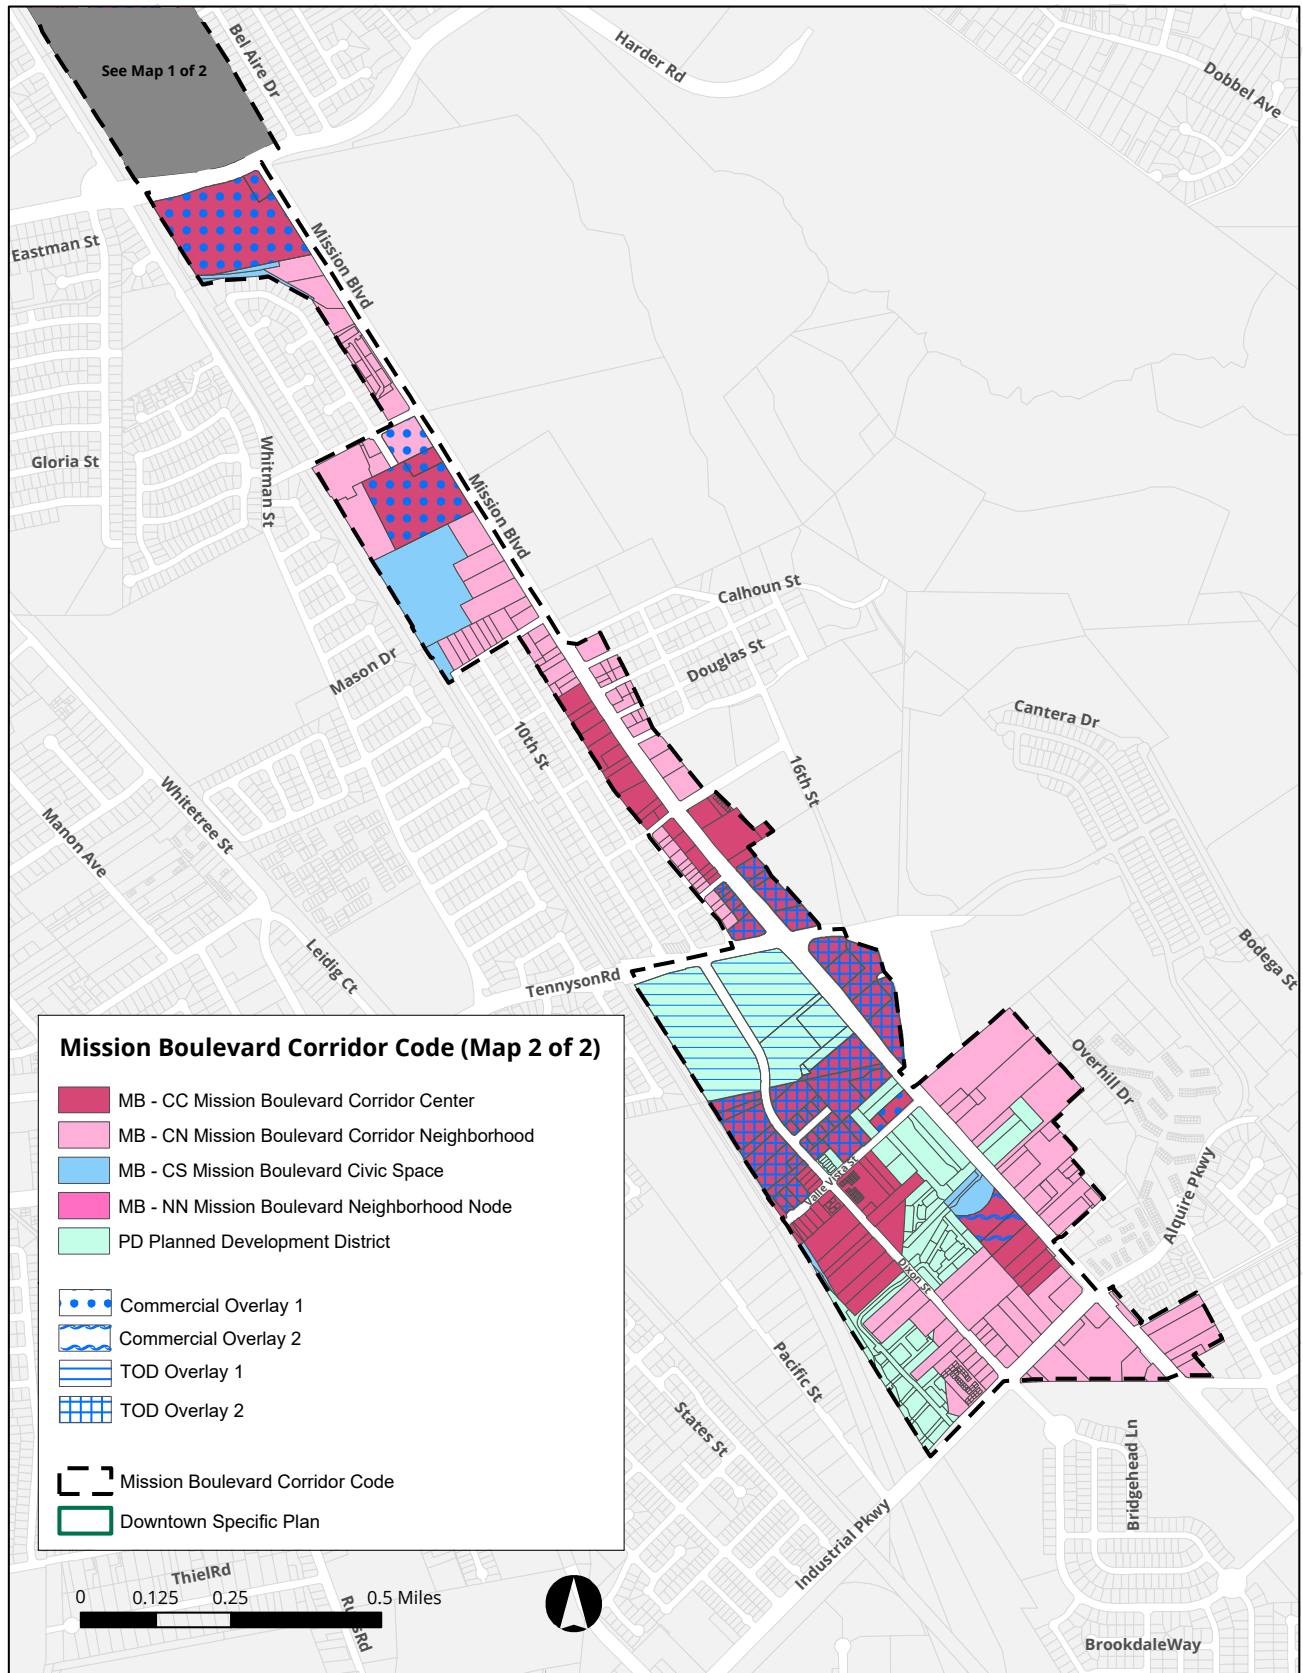 See Map 1 of 2
Bel Aire Dr
Harder Rd
Dobbel Ave
Eastman St
Mission Blvd
Gloria St
Whitman St
Mission Blvd
Calhoun St
Douglas St
Mason Dr
Cantera Dr
10th St
16th St
Whitetree St
Manon Ave
Leidig Ct
TennysonRd
Bodega St
Overhill Dr
Valle Vista St
Alquire Pkwy
Dixon St
Pacific St
States St
Bridgehead Ln
Industrial Pkwy
BrookdaleWay
ThielRd
Mission Boulevard Corridor Code (Map 2 of 2)
MB - CC Mission Boulevard Corridor Center
MB - CN Mission Boulevard Corridor Neighborhood
MB - CS Mission Boulevard Civic Space
MB - NN Mission Boulevard Neighborhood Node
PD Planned Development District
Commercial Overlay 1
Commercial Overlay 2
TOD Overlay 1
TOD Overlay 2
Mission Boulevard Corridor Code
Downtown Specific Plan
0 0.125 0.25 0.5 Miles